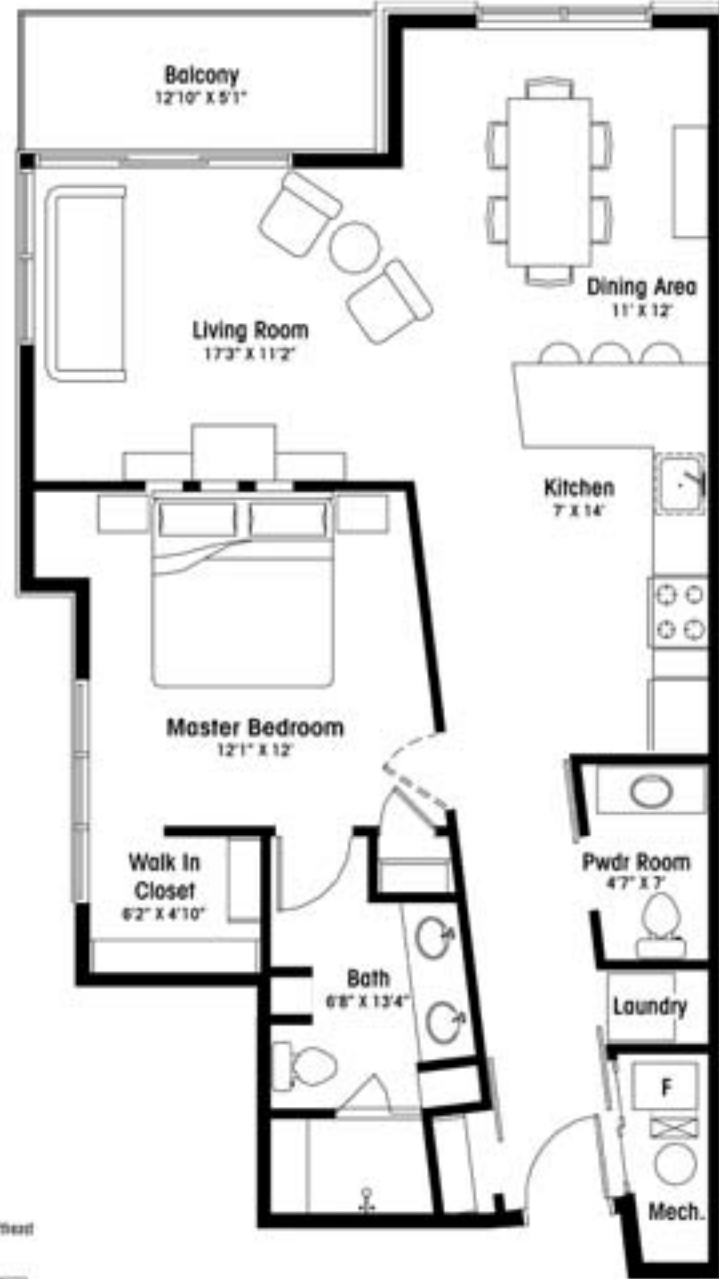 Balcony
12'10" X 5'1"
Dining Area
11' X 12'
Living Room
17'3" X 11'2"
Kitchen
7' X 14'
Master Bedroom
12'1" X 12'
Walk In
Closet
6'2" X 4'10"
Pwdr Room
4'7" X 7'
Bath
6'8" X 13'4"
Laundry
F
Mech.